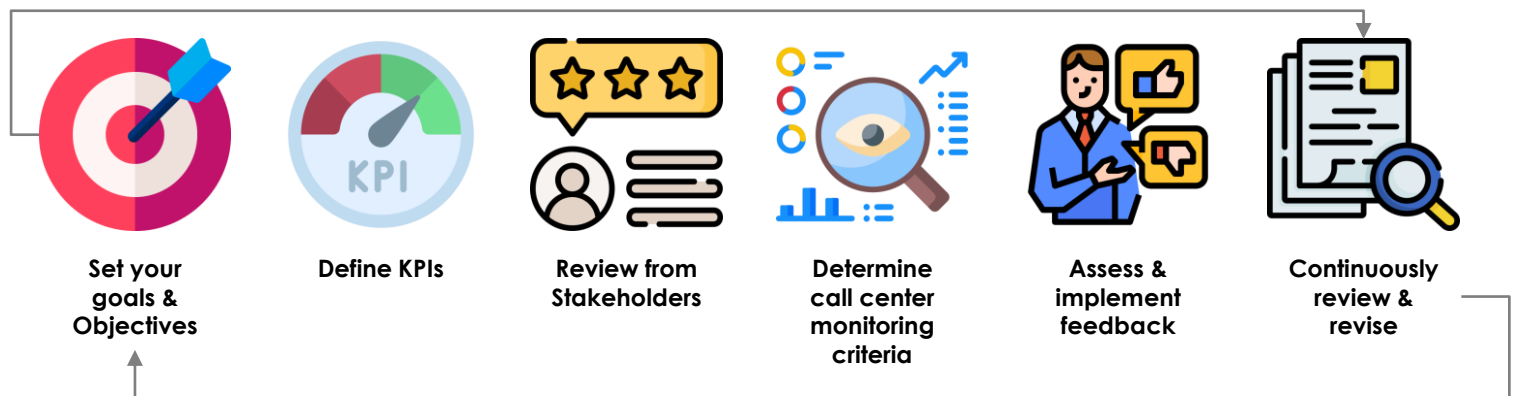 KPI
Set your
goals &
Objectives
Define KPIs
Review from
Stakeholders
Determine
call center
monitoring
criteria
Assess &
implement
feedback
Continuously
review &
revise